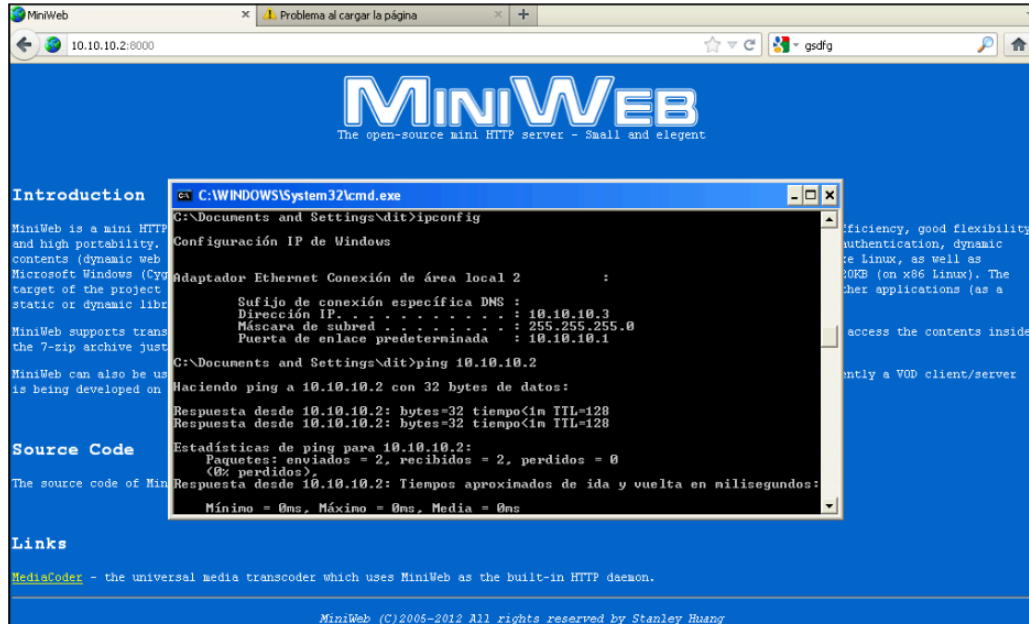 MiniWeb
Problema al cargar la página
10.10.10.2:8000
gsdfg
MINIWEB
The open-source mini HTTP server - Small and elegent
Introduction
MiniWeb is a mini HTTP
fficiency, good flexibility
and high portability.
authentication, dynamic
contents (dynamic web
ke Linux, as well as
Microsoft Windows (Cyg
20KB (on x86 Linux). The
target of the project
ther applications (as a
static or dynamic libr
MiniWeb supports trans
access the contents inside
the 7-zip archive just
MiniWeb can also be us
ently a VOD client/server
is being developed on
Source Code
The source code of Min
Links
MediaCoder - the universal media transcoder which uses MiniWeb as the built-in HTTP daemon.
MiniWeb (C)2005-2012 All rights reserved by Stanley Huang
C:\WINDOWS\System32\cmd.exe
C:\Documents and Settings\dit>ipconfig
Configuración IP de Windows
Adaptador Ethernet Conexión de área local 2 :
Sufijo de conexión específica DNS :
Dirección IP. . . . . . . . . . . : 10.10.10.3
Máscara de subred . . . . . . . . : 255.255.255.0
Puerta de enlace predeterminada : 10.10.10.1
C:\Documents and Settings\dit>ping 10.10.10.2
Haciendo ping a 10.10.10.2 con 32 bytes de datos:
Respuesta desde 10.10.10.2: bytes=32 tiempo<1m TTL=128
Respuesta desde 10.10.10.2: bytes=32 tiempo<1m TTL=128
Estadísticas de ping para 10.10.10.2:
Paquetes: enviados = 2, recibidos = 2, perdidos = 0
(0% perdidos),
Respuesta desde 10.10.10.2: Tiempos aproximados de ida y vuelta en milisegundos:
Mínimo = 0ms, Máximo = 0ms, Media = 0ms